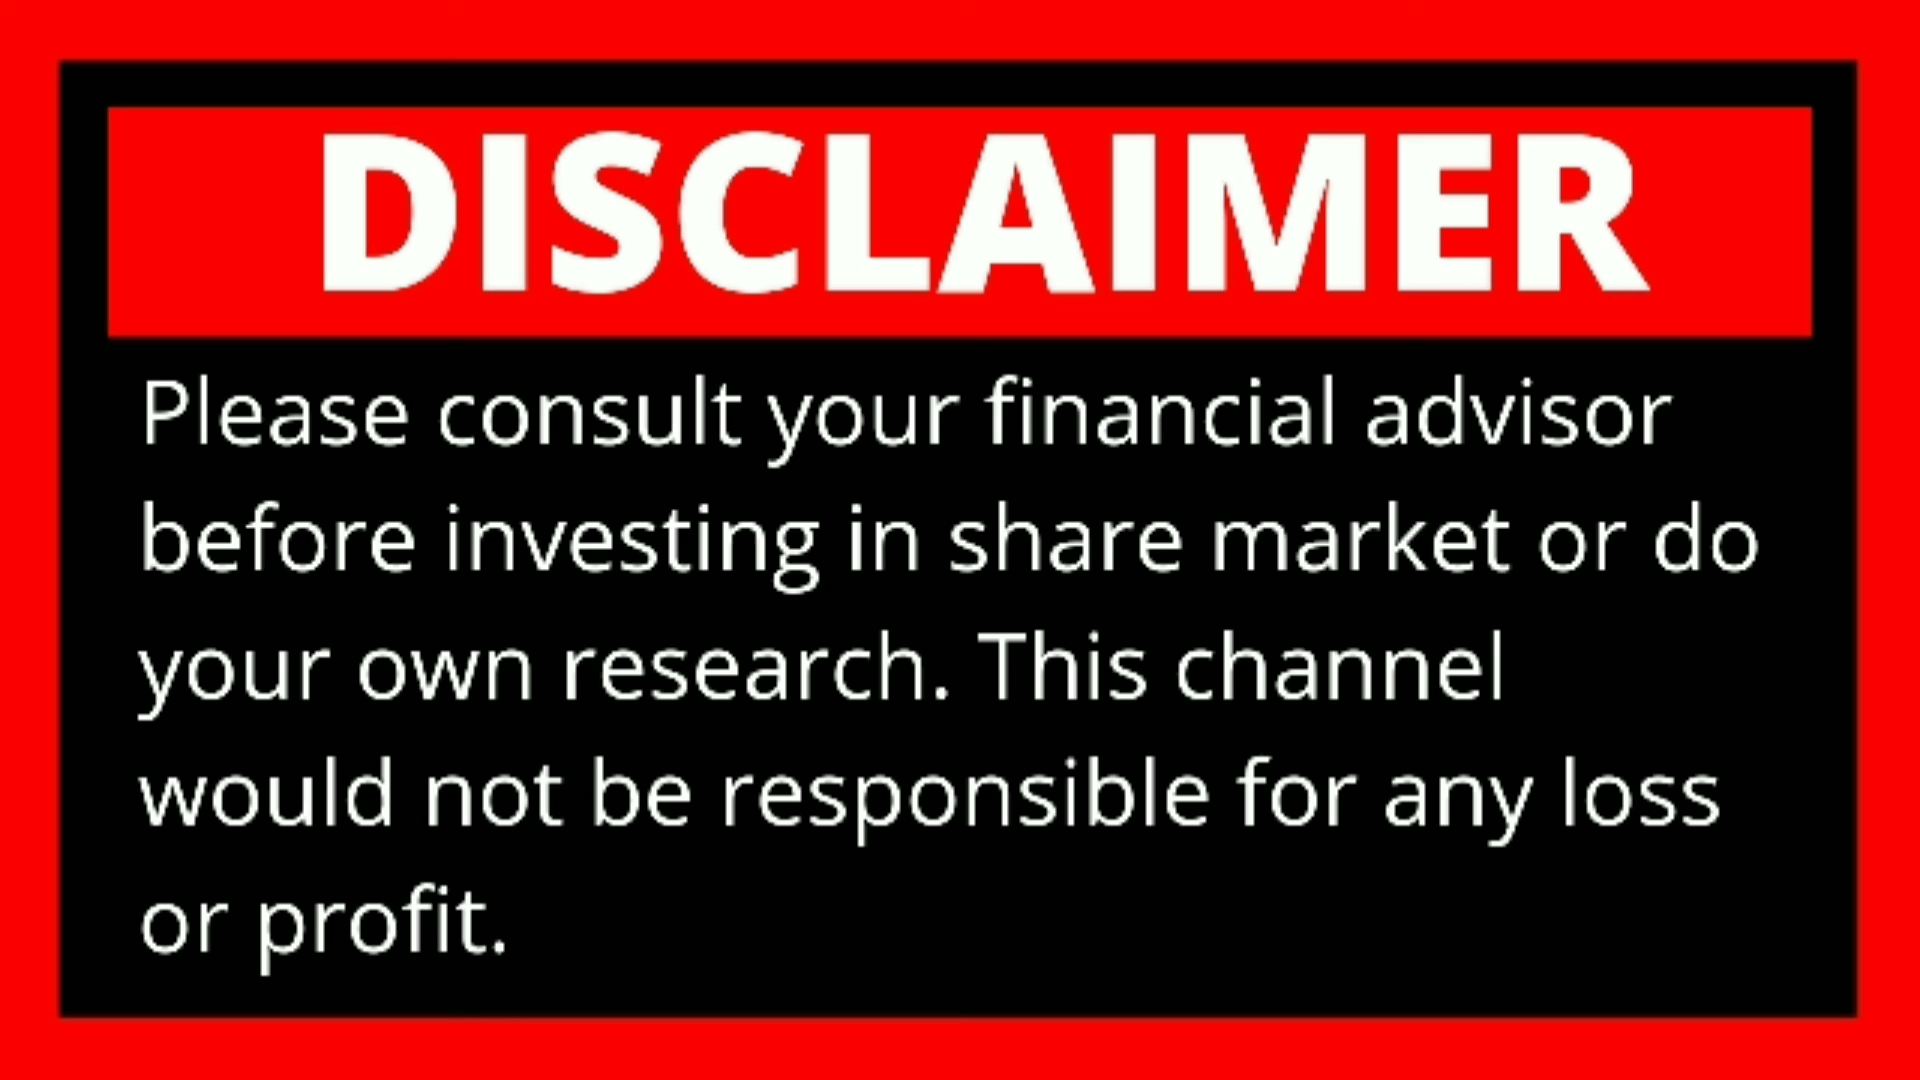 DISCLAIMER
Please consult your financial advisor
before investing in share market or do
your own research. This channel
would not be responsible for any loss
or profit.